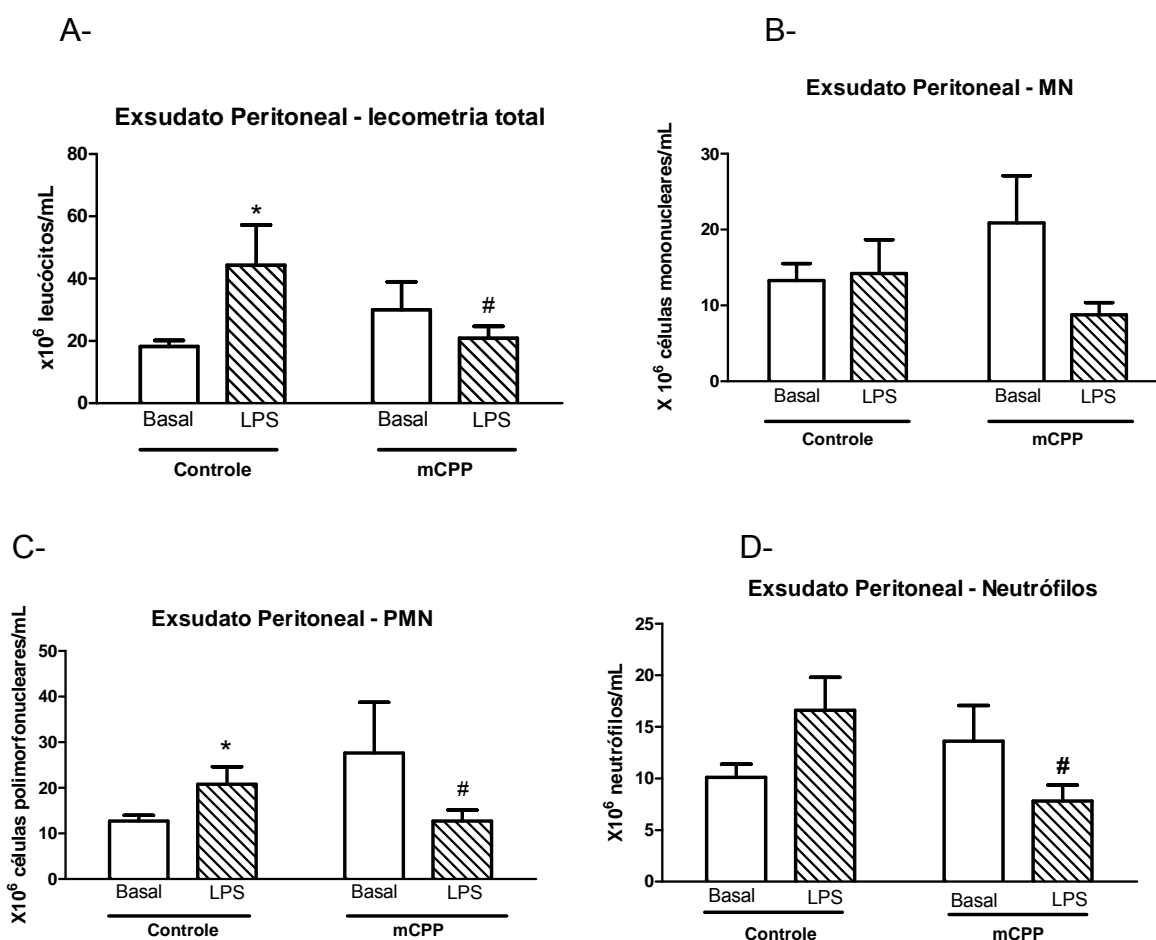 A-
Exsudato Peritoneal - lecometria total
x10⁶ leucócitos/mL
80
60
40
20
0
*
#
Basal
LPS
Basal
LPS
Controle
mCPP
B-
Exsudato Peritoneal - MN
X 10⁶ células mononucleares/mL
30
20
10
0
Basal
LPS
Basal
LPS
Controle
mCPP
C-
Exsudato Peritoneal - PMN
X10⁶ células polimorfonucleares/mL
50
40
30
20
10
0
*
#
Basal
LPS
Basal
LPS
Controle
mCPP
D-
Exsudato Peritoneal - Neutrófilos
X10⁶ neutrófilos/mL
25
20
15
10
5
0
#
Basal
LPS
Basal
LPS
Controle
mCPP